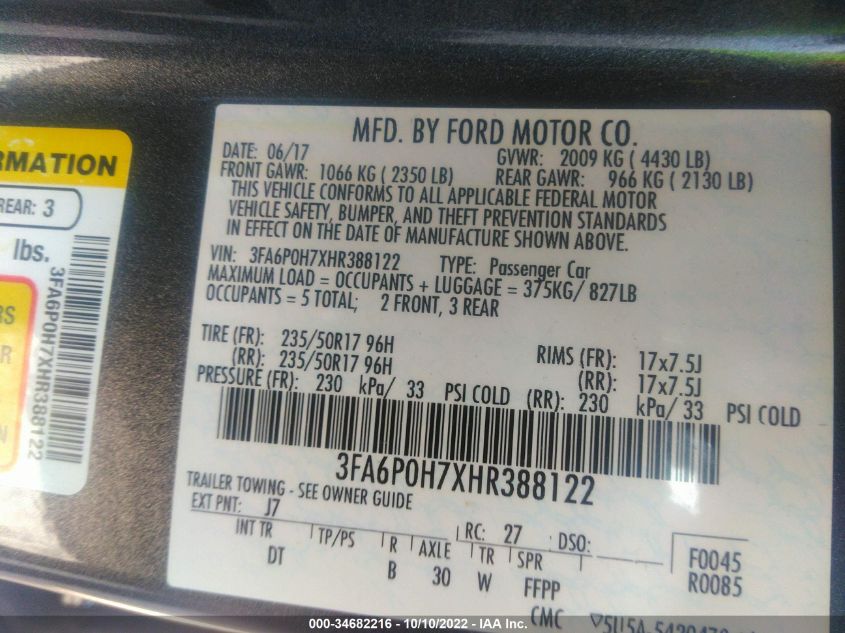 RMATION
REAR: 3
lbs.
3FA6P0H7XHR388122
RS
R
N
MFD. BY FORD MOTOR CO.
DATE: 06/17 GVWR: 2009 KG ( 4430 LB)
FRONT GAWR: 1066 KG ( 2350 LB) REAR GAWR: 966 KG ( 2130 LB)
THIS VEHICLE CONFORMS TO ALL APPLICABLE FEDERAL MOTOR
VEHICLE SAFETY, BUMPER, AND THEFT PREVENTION STANDARDS
IN EFFECT ON THE DATE OF MANUFACTURE SHOWN ABOVE.
VIN: 3FA6P0H7XHR388122 TYPE: Passenger Car
MAXIMUM LOAD = OCCUPANTS + LUGGAGE = 375KG/ 827LB
OCCUPANTS = 5 TOTAL; 2 FRONT, 3 REAR
TIRE (FR): 235/50R17 96H RIMS (FR): 17x7.5J
(RR): 235/50R17 96H (RR): 17x7.5J
PRESSURE (FR): 230 kPa/ 33 PSI COLD (RR): 230 kPa/ 33 PSI COLD
3FA6P0H7XHR388122
TRAILER TOWING - SEE OWNER GUIDE
EXT PNT: J7 RC: 27 DSO: F0045
INT TR TP/PS R AXLE TR SPR R0085
DT B 30 W FFPP
CMC
000-34682216 - 10/10/2022 - IAA Inc.